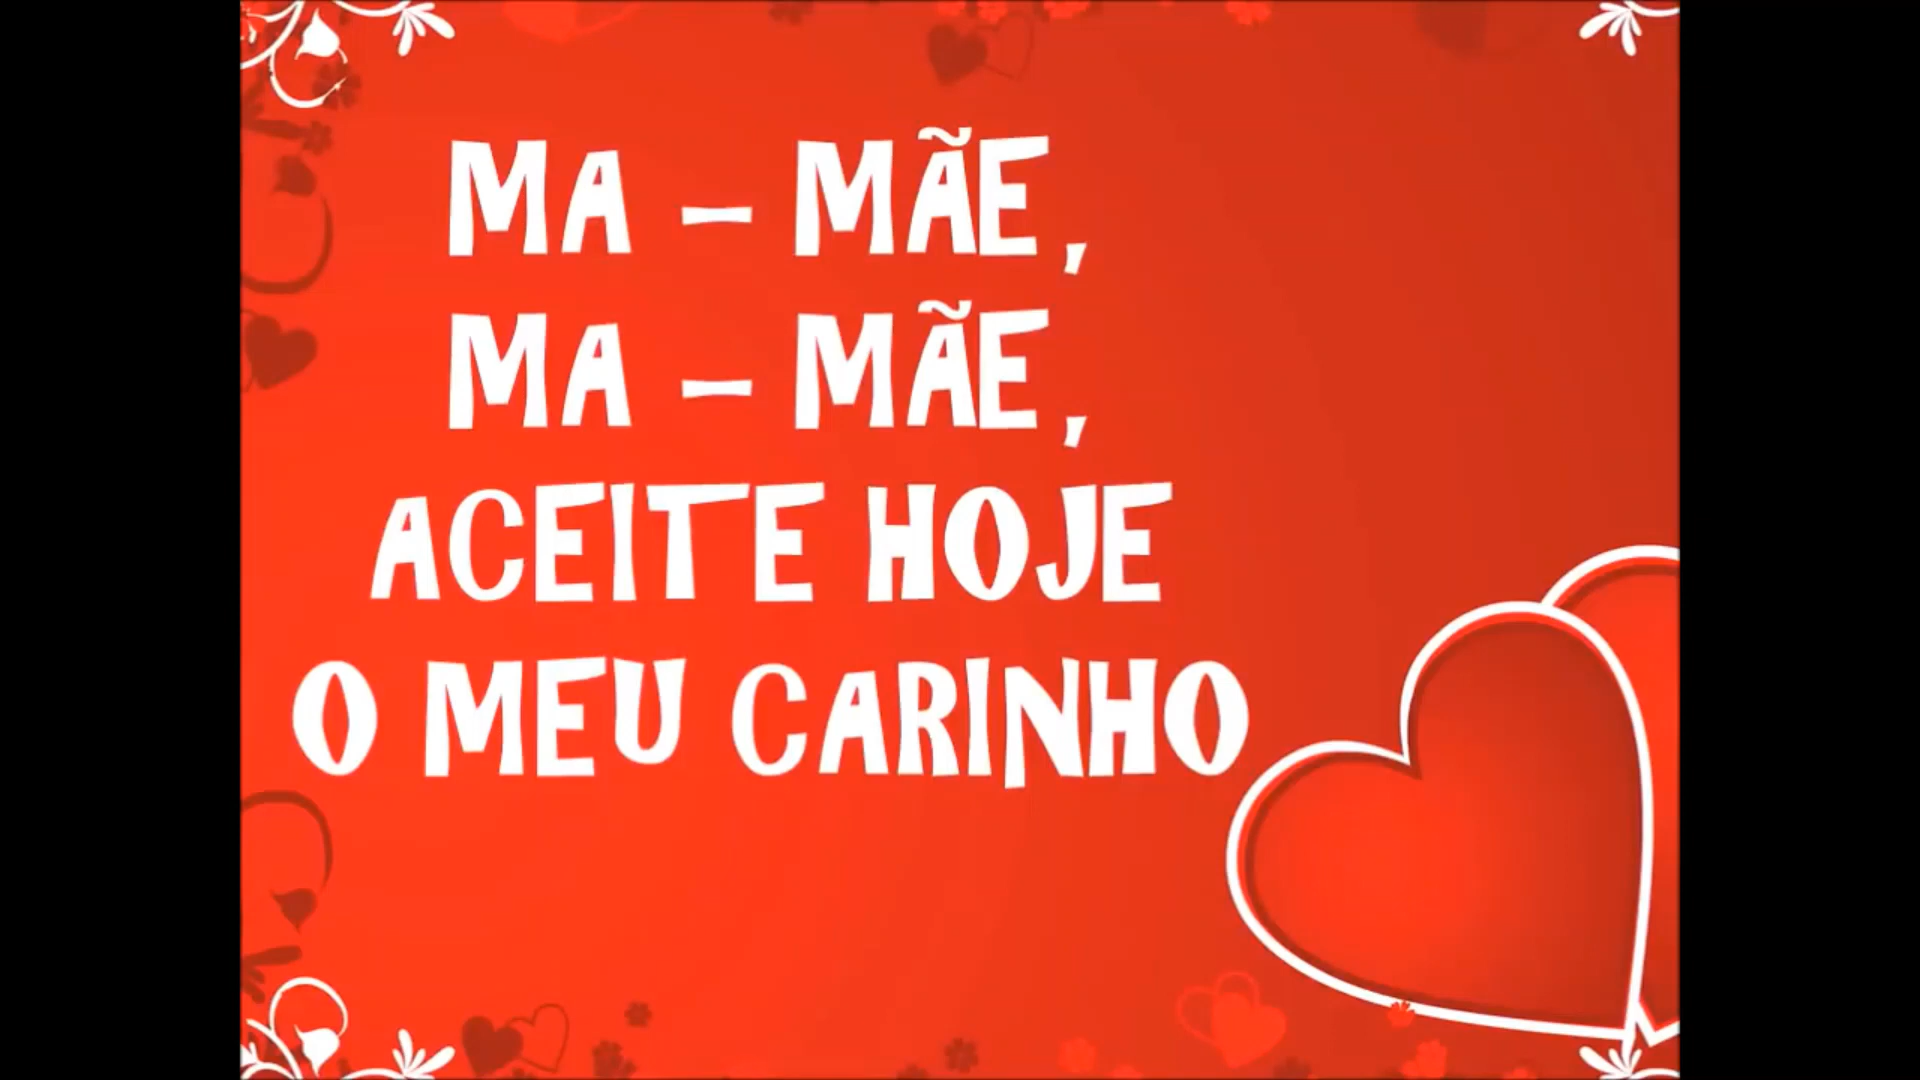 MA - MÃE,
MA - MÃE,
ACEITE HOJE
O MEU CARINHO